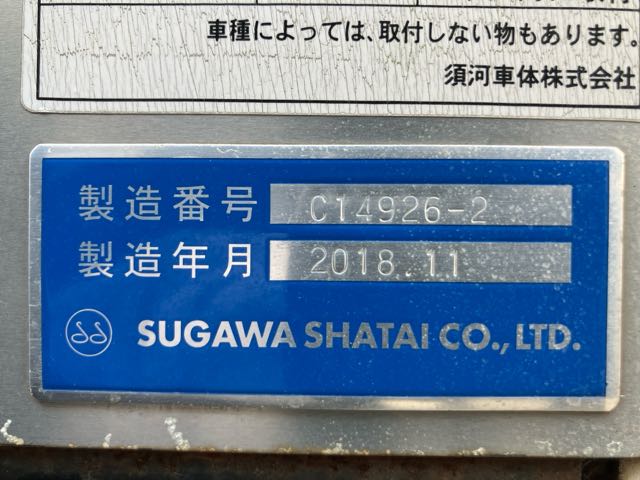 車種によっては、取付しない物もあります。
須河車体株式会社
製造番号 C14926-2
製造年月 2018.11
SUGAWA SHATAI CO., LTD.